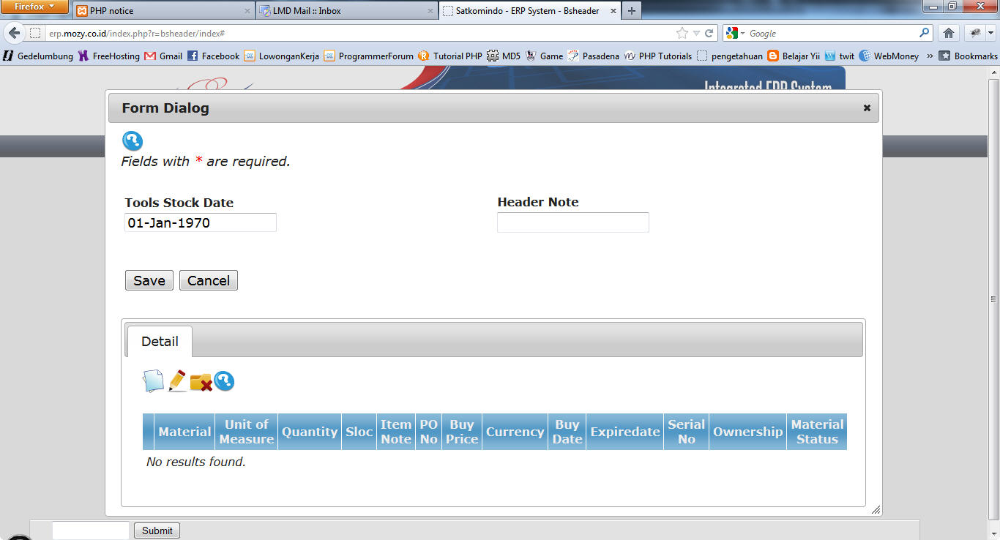 Firefox
PHP notice
LMD Mail :: Inbox
Satkomindo - ERP System - Bsheader
erp.mozy.co.id/index.php?r=bsheader/index#
Google
Gedelumbung FreeHosting Gmail Facebook LowonganKerja ProgrammerForum Tutorial PHP MD5 Game Pasadena PHP Tutorials pengetahuan Belajar Yii twit WebMoney » Bookmarks
Integrated ERP System
Form Dialog
Fields with * are required.
Tools Stock Date
Header Note
01-Jan-1970
Save Cancel
Detail
Material Unit of Measure Quantity Sloc Item Note PO No Buy Price Currency Buy Date Expiredate Serial No Ownership Material Status
No results found.
Submit